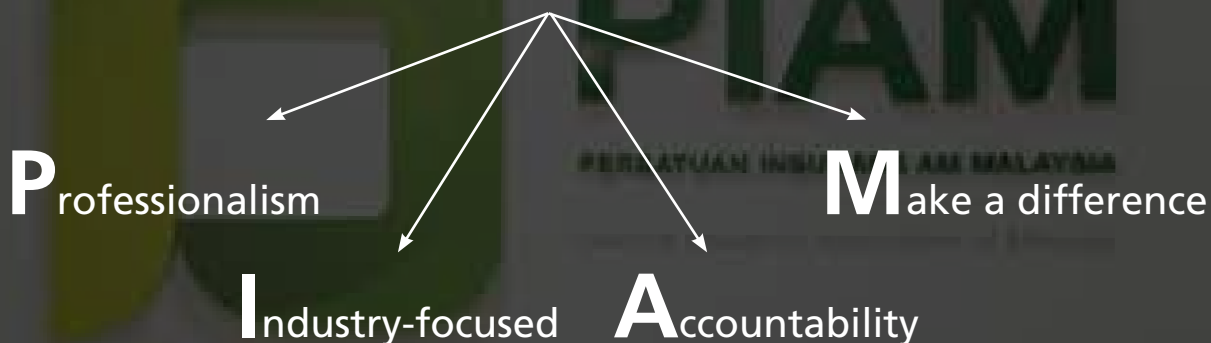 PIAM
PERSATUAN INSURANS AM MALAYSIA
Professionalism
Make a difference
Industry-focused
Accountability